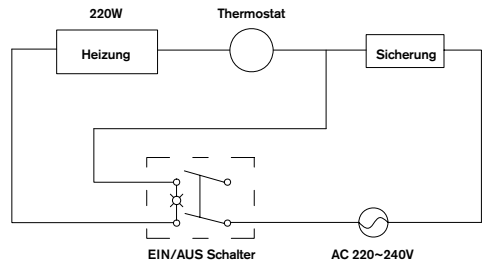 220W
Thermostat
Heizung
Sicherung
EIN/AUS Schalter
AC 220~240V